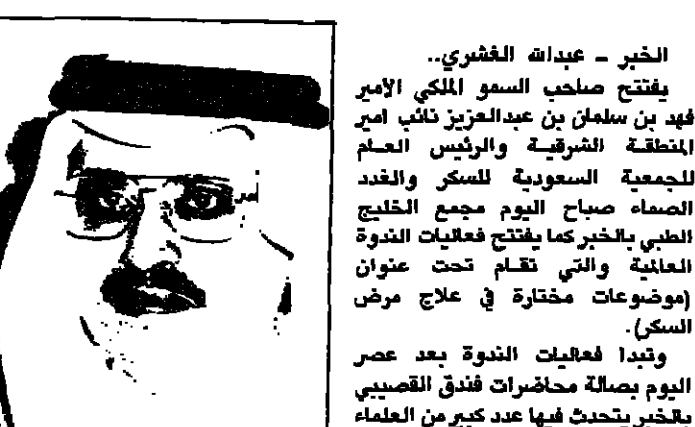 الخبر - عبدالله الغشري..
يفتتح صاحب السمو الملكي الأمير
فهد بن سلمان بن عبدالعزيز نائب امير
المنطقة الشرقية والرئيس العام
للجمعية السعودية للسكر والغدد
الصماء صباح اليوم مجمع الخليج
الطبي بالخبر كما يفتتح فعاليات الندوة
العالمية والتي تقام تحت عنوان
(موضوعات مختارة في علاج مرض
السكر).
وتبدا فعاليات الندوة بعد عصر
اليوم بصالة محاضرات فندق القصيبي
بالخبر يتحدث فيها عدد كبير من العلماء